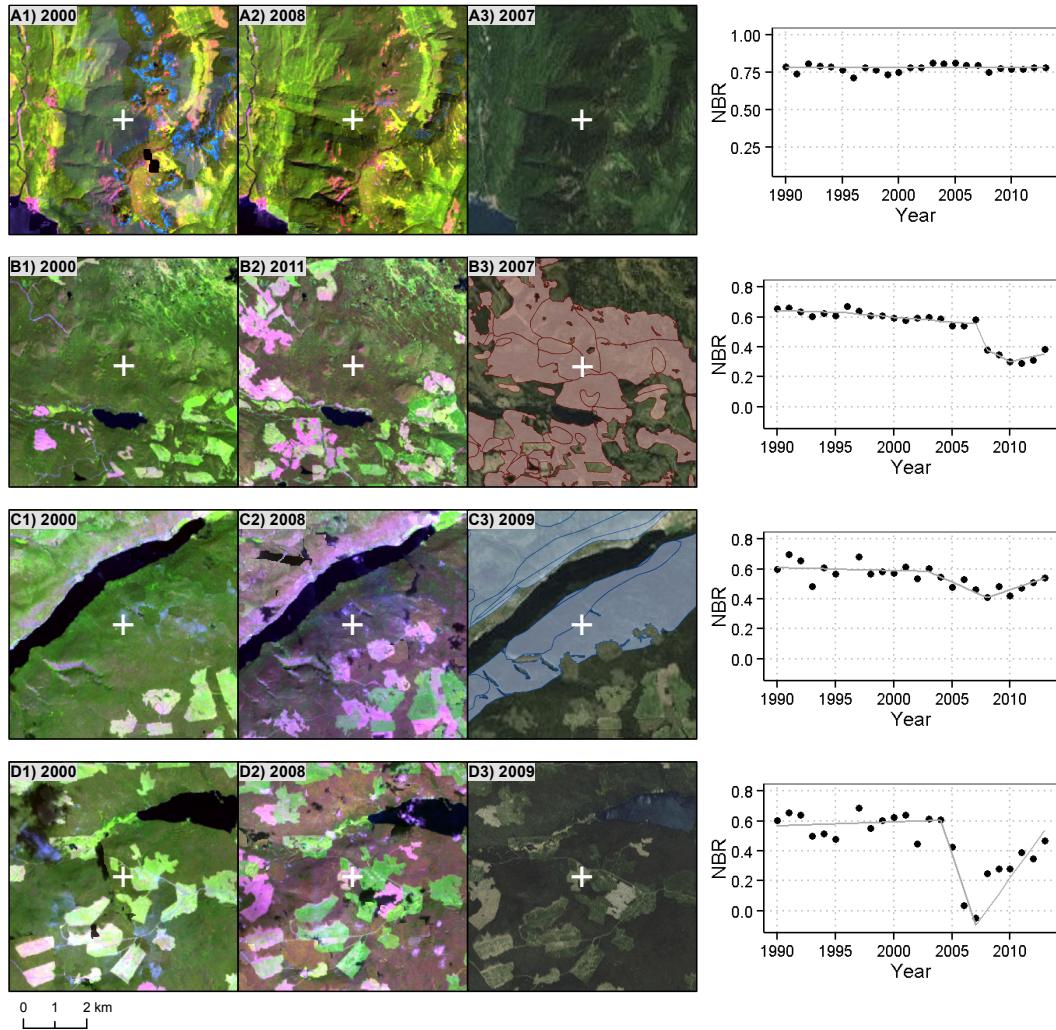 A1) 2000
A2) 2008
A3) 2007
1.00
0.75
0.50
0.25
NBR
1990 1995 2000 2005 2010
Year
B1) 2000
B2) 2011
B3) 2007
0.8
0.6
0.4
0.2
0.0
NBR
1990 1995 2000 2005 2010
Year
C1) 2000
C2) 2008
C3) 2009
0.8
0.6
0.4
0.2
0.0
NBR
1990 1995 2000 2005 2010
Year
D1) 2000
D2) 2008
D3) 2009
0.8
0.6
0.4
0.2
0.0
NBR
1990 1995 2000 2005 2010
Year
0 1 2 km